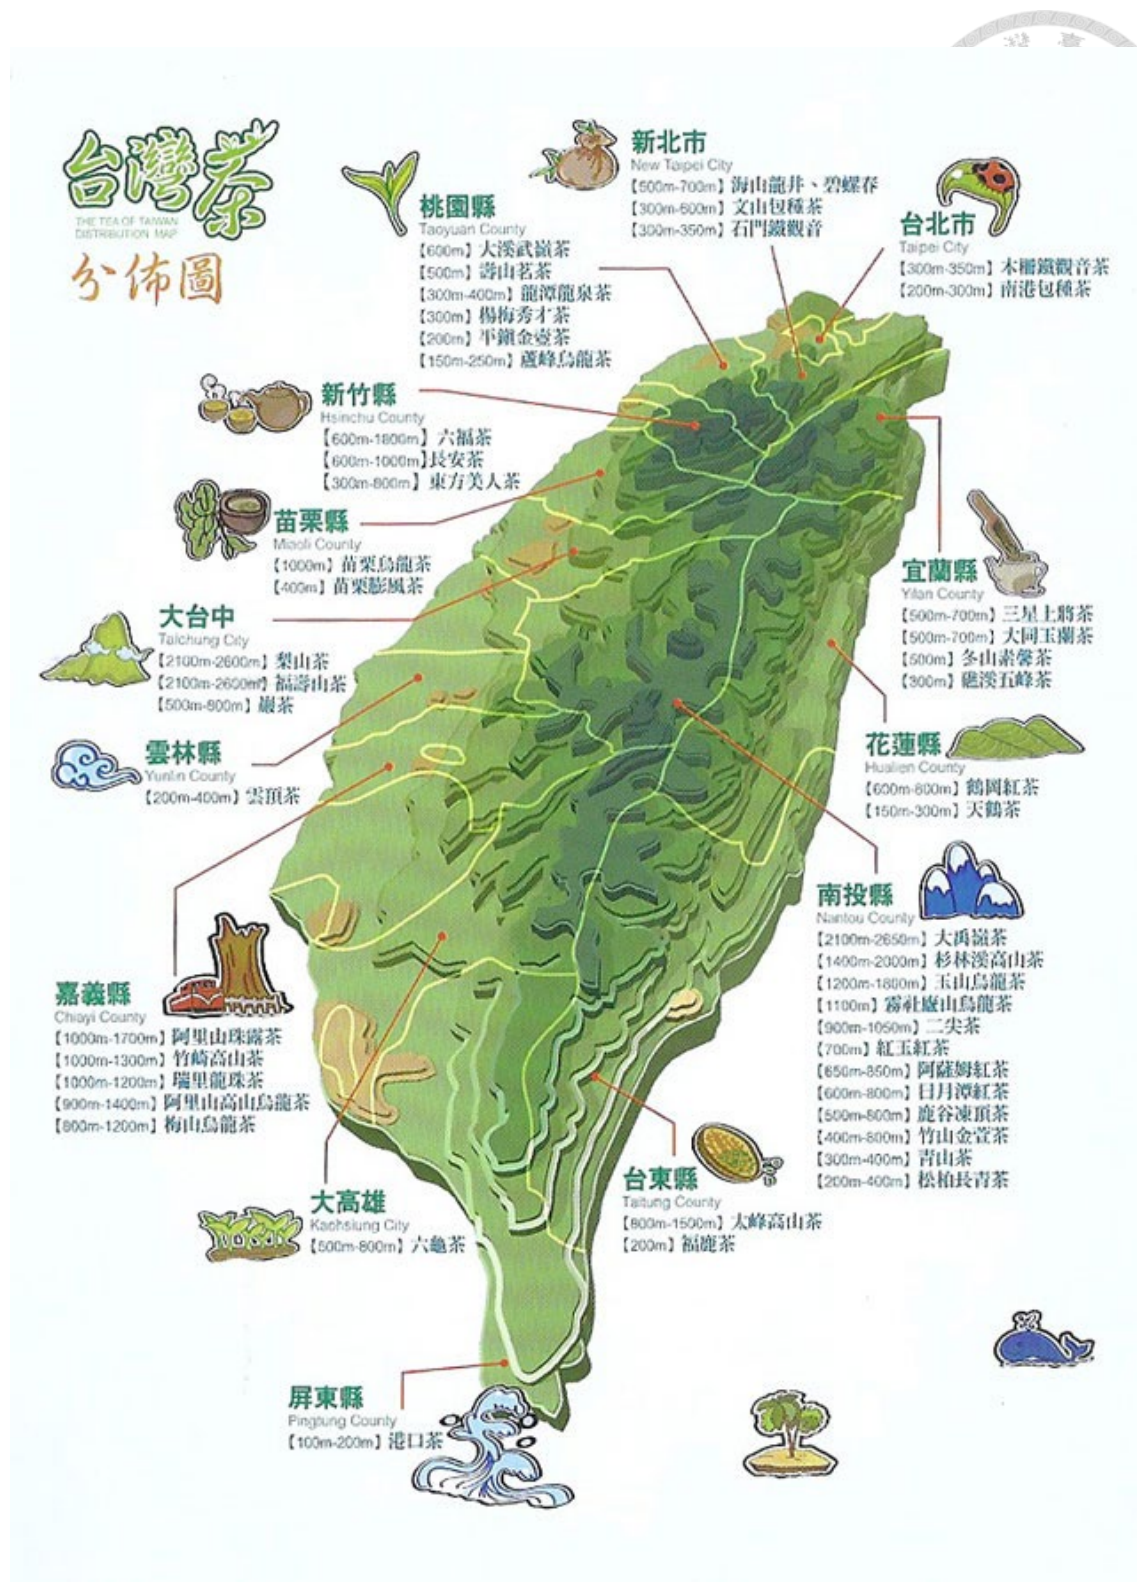 台灣茶
THE TEA OF TAIWAN
DISTRIBUTION MAP
分佈圖
新北市
New Taipei City
【500m-700m】海山龍井、碧螺春
【300m-600m】文山包種茶
【300m-350m】石門鐵觀音
台北市
Taipei City
【300m-350m】木柵鐵觀音茶
【200m-300m】南港包種茶
桃園縣
Taoyuan County
【600m】大溪武嶺茶
【500m】壽山茗茶
【300m-400m】龍潭龍泉茶
【300m】楊梅秀才茶
【200m】平鎮金壺茶
【150m-250m】蘆峰烏龍茶
新竹縣
Hsinchu County
【600m-1800m】六福茶
【600m-1000m】長安茶
【300m-800m】東方美人茶
苗栗縣
Miaoli County
【1000m】苗栗烏龍茶
【400m】苗栗膨風茶
大台中
Taichung City
【2100m-2600m】梨山茶
【2100m-2600m】福壽山茶
【500m-800m】巖茶
雲林縣
Yunlin County
【200m-400m】雲頂茶
宜蘭縣
Yilan County
【500m-700m】三星上將茶
【500m-700m】大同玉蘭茶
【500m】冬山素馨茶
【300m】礁溪五峰茶
花蓮縣
Hualien County
【600m-800m】鶴岡紅茶
【150m-300m】天鶴茶
南投縣
Nantou County
【2100m-2650m】大禹嶺茶
【1400m-2000m】杉林溪高山茶
【1200m-1800m】玉山烏龍茶
【1100m】霧社廬山烏龍茶
【900m-1050m】二尖茶
【700m】紅玉紅茶
【650m-850m】阿薩姆紅茶
【600m-800m】日月潭紅茶
【500m-800m】鹿谷凍頂茶
【400m-800m】竹山金萱茶
【300m-400m】青山茶
【200m-400m】松柏長青茶
嘉義縣
Chiayi County
【1000m-1700m】阿里山珠露茶
【1000m-1300m】竹崎高山茶
【1000m-1200m】瑞里龍珠茶
【900m-1400m】阿里山高山烏龍茶
【800m-1200m】梅山烏龍茶
大高雄
Kaohsiung City
【500m-800m】六龜茶
台東縣
Taitung County
【800m-1500m】太峰高山茶
【200m】福鹿茶
屏東縣
Pingtung County
【100m-200m】港口茶